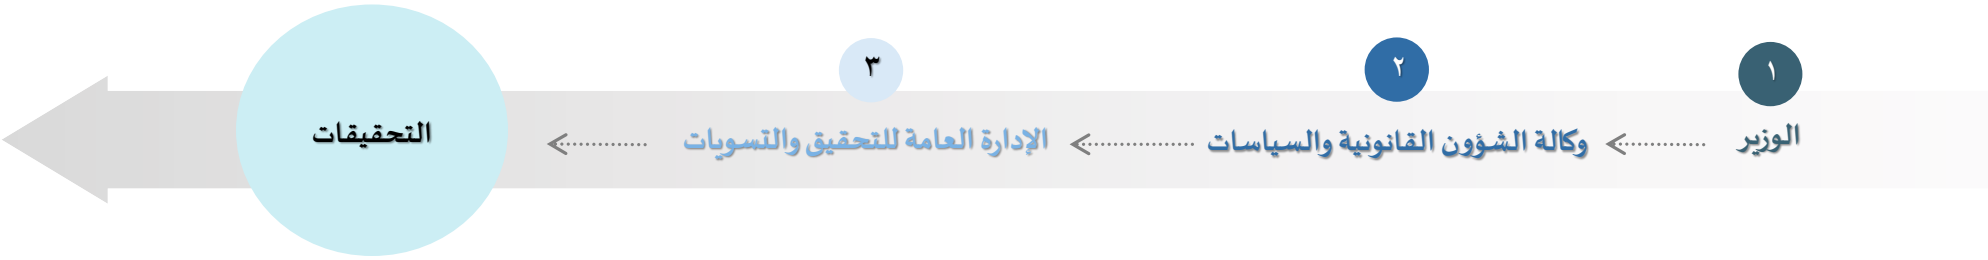 ١
الوزير
٢
وكالة الشؤون القانونية والسياسات
٣
الإدارة العامة للتحقيق والتسويات
التحقيقات